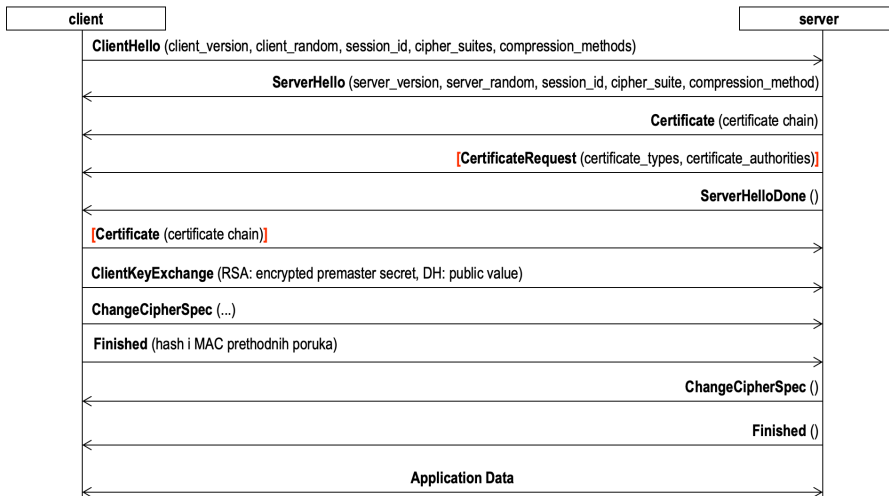 client
server
ClientHello (client_version, client_random, session_id, cipher_suites, compression_methods)
ServerHello (server_version, server_random, session_id, cipher_suite, compression_method)
Certificate (certificate chain)
[CertificateRequest (certificate_types, certificate_authorities)]
ServerHelloDone ()
[Certificate (certificate chain)]
ClientKeyExchange (RSA: encrypted premaster secret, DH: public value)
ChangeCipherSpec (...)
Finished (hash i MAC prethodnih poruka)
ChangeCipherSpec ()
Finished ()
Application Data